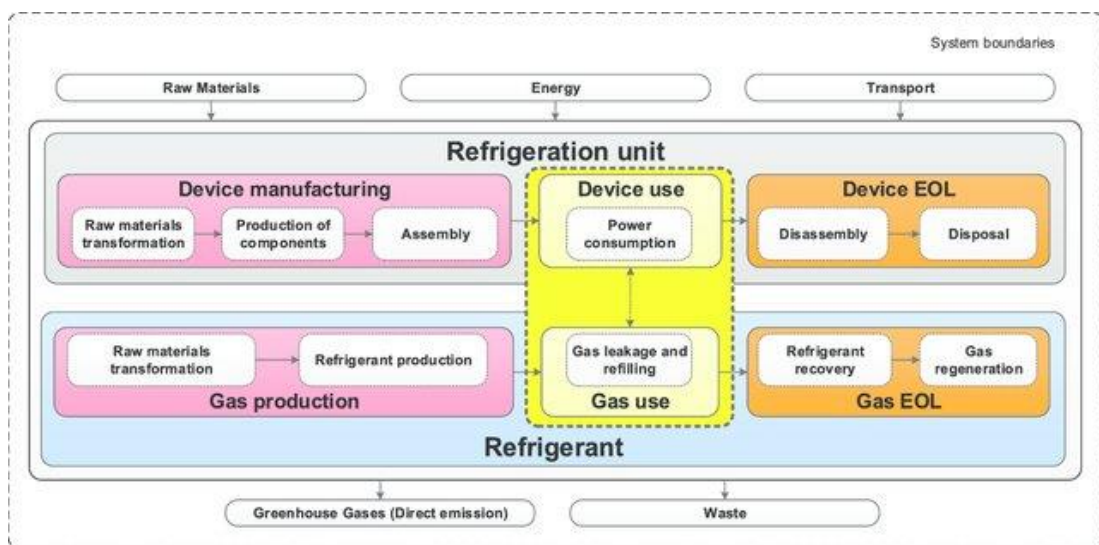 System boundaries
Raw Materials
Energy
Transport
Refrigeration unit
Device manufacturing
Raw materials
transformation
Production of
components
Assembly
Device use
Power
consumption
Device EOL
Disassembly
Disposal
Raw materials
transformation
Refrigerant production
Gas production
Gas leakage and
refilling
Gas use
Refrigerant
recovery
Gas
regeneration
Gas EOL
Refrigerant
Greenhouse Gases (Direct emission)
Waste